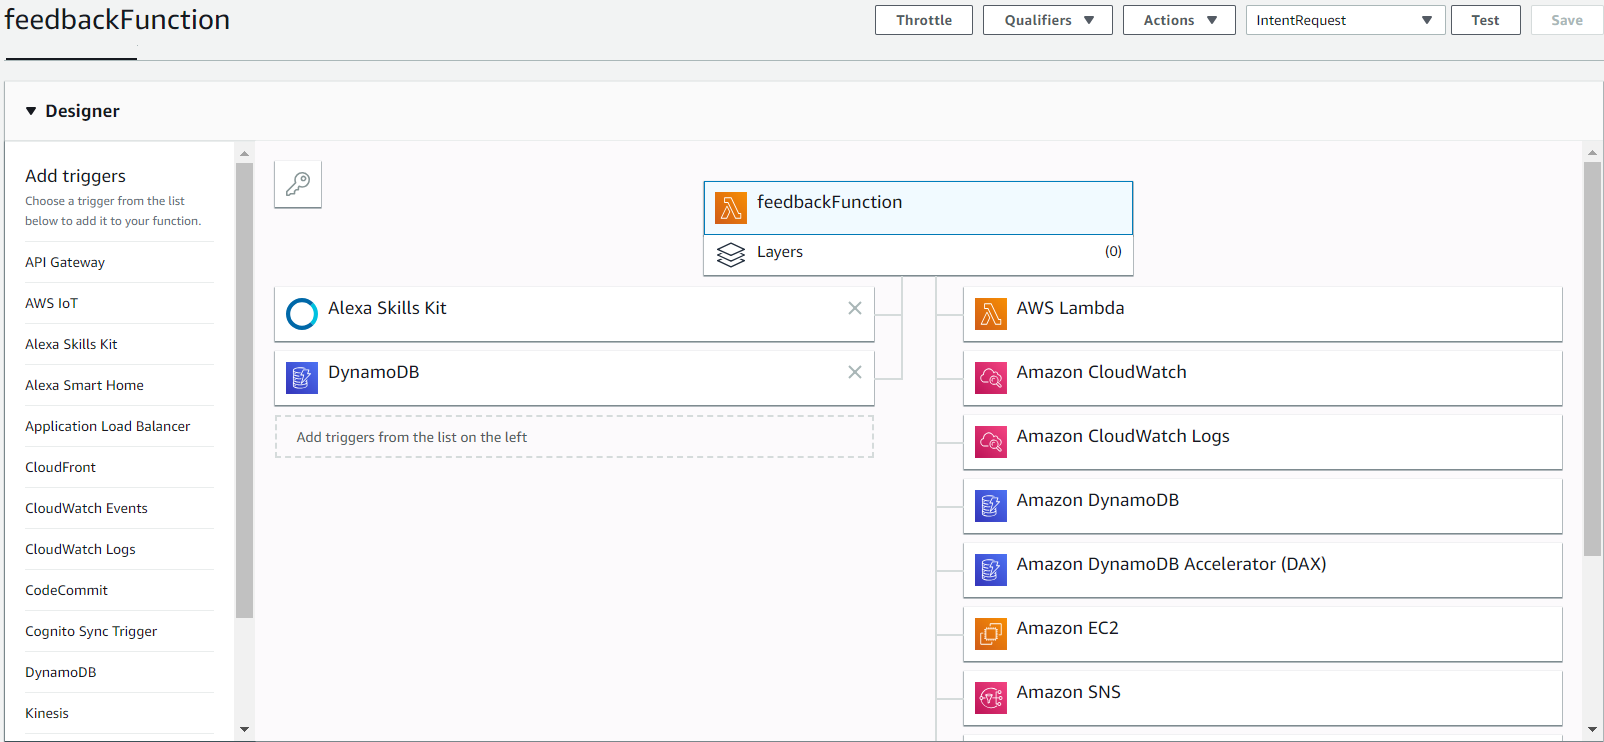 feedbackFunction
Throttle
Qualifiers
Actions
IntentRequest
Test
Save
Designer
Add triggers
Choose a trigger from the list
below to add it to your function.
API Gateway
AWS IoT
Alexa Skills Kit
Alexa Smart Home
Application Load Balancer
CloudFront
CloudWatch Events
CloudWatch Logs
CodeCommit
Cognito Sync Trigger
DynamoDB
Kinesis
feedbackFunction
Layers (0)
Alexa Skills Kit
DynamoDB
Add triggers from the list on the left
AWS Lambda
Amazon CloudWatch
Amazon CloudWatch Logs
Amazon DynamoDB
Amazon DynamoDB Accelerator (DAX)
Amazon EC2
Amazon SNS